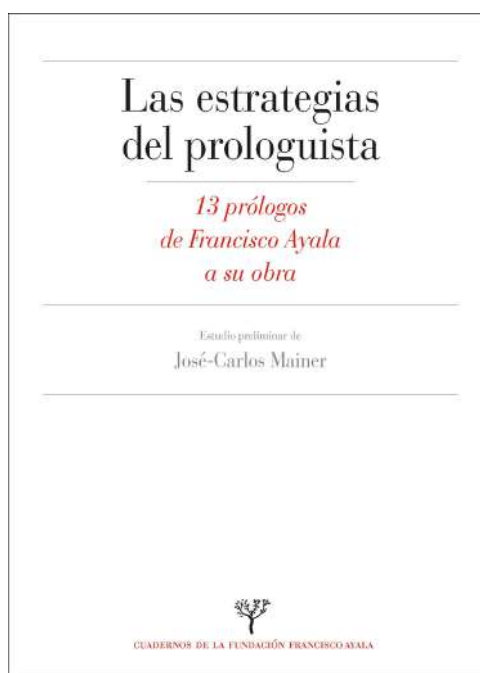 Las estrategias
del prologuista
13 prólogos
de Francisco Ayala
a su obra
Estudio preliminar de
José-Carlos Mainer
CUADERNOS DE LA FUNDACIÓN FRANCISCO AYALA